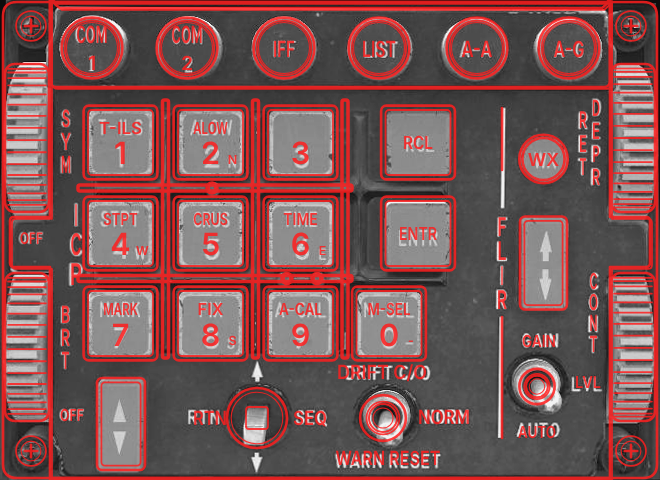 COM 1
COM 2
IFF
LIST
A-A
A-G
SYM
T-ILS 1
ALOW 2 N
3
RCL
WX
RET DEPR
OFF
ICP
STPT 4 W
CRUS 5
TIME 6 E
ENTR
FLIR
BRT
MARK 7
FIX 8 S
A-CAL 9
M-SEL 0 -
CONT
GAIN
LVL
AUTO
OFF
RTN
SEQ
DRIFT C/O
NORM
WARN RESET